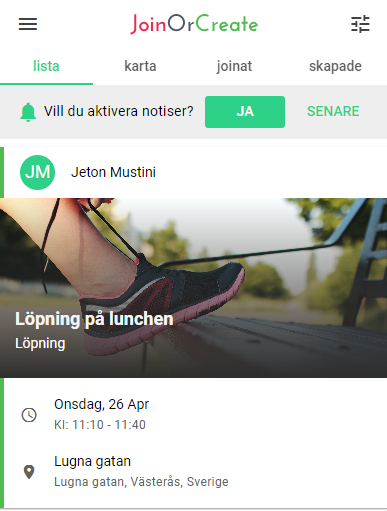 JoinOrCreate
lista karta joinat skapade
Vill du aktivera notiser? JA SENARE
JM Jeton Mustini
Löpning på lunchen
Löpning
Onsdag, 26 Apr
Kl: 11:10 - 11:40
Lugna gatan
Lugna gatan, Västerås, Sverige